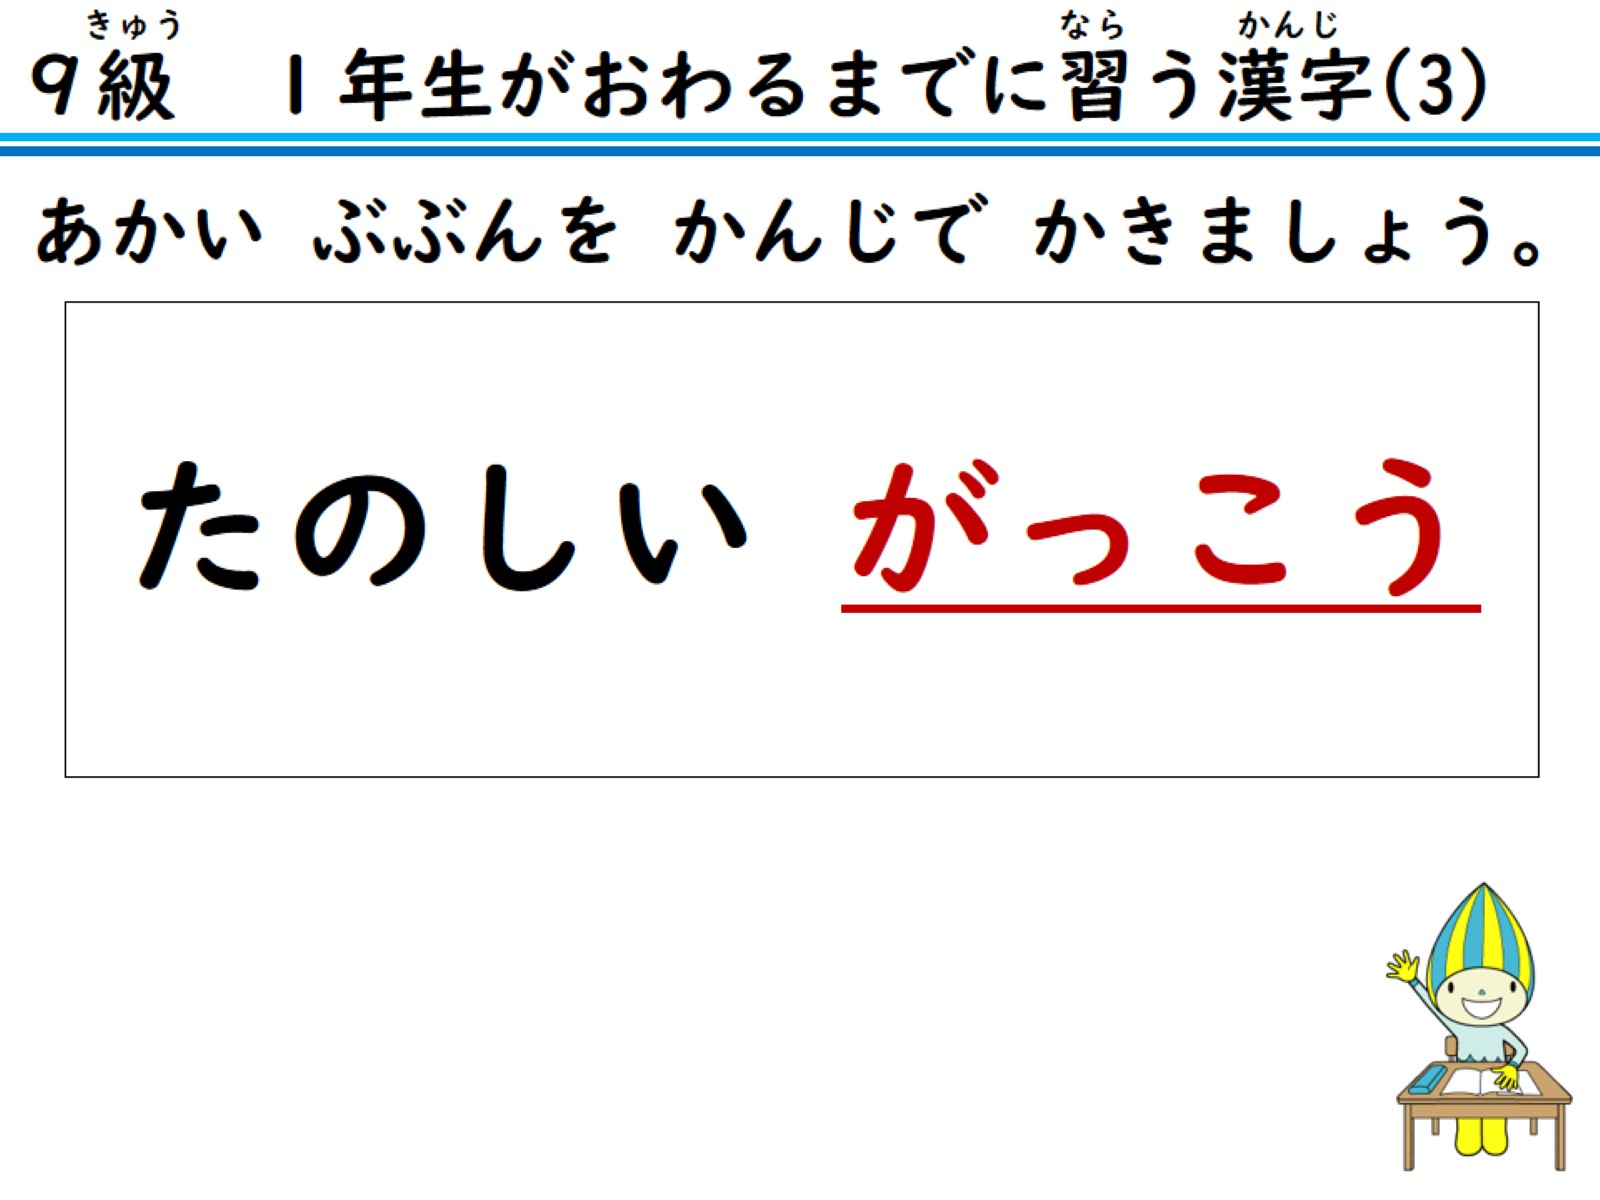 きゅう なら かんじ
９級　１年生がおわるまでに習う漢字(3)
あかい ぶぶんを かんじで かきましょう。
たのしい がっこう